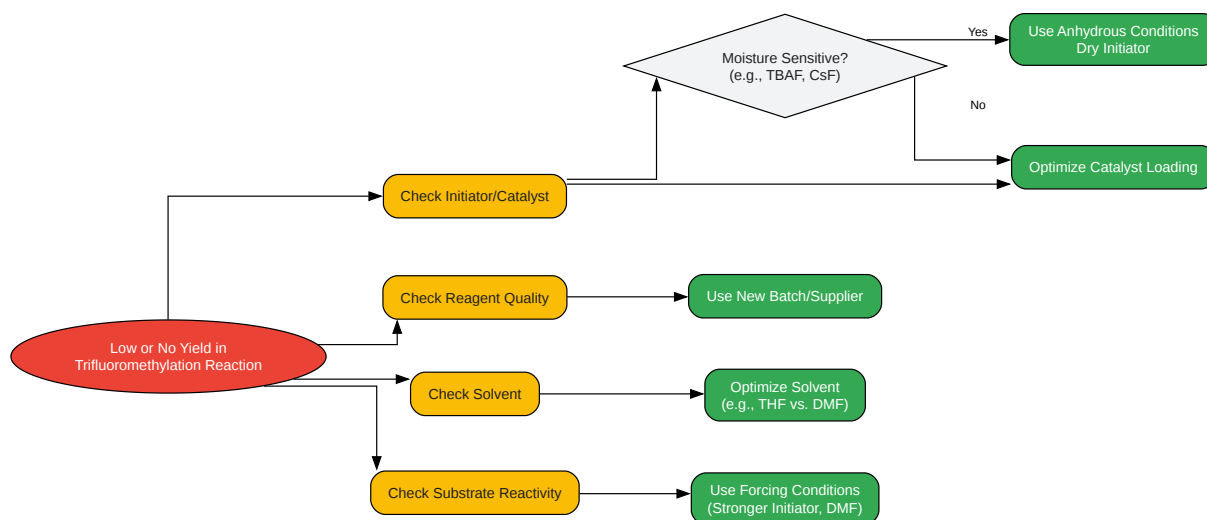 Yes
Use Anhydrous Conditions
Dry Initiator
Moisture Sensitive?
(e.g., TBAF, CsF)
No
Optimize Catalyst Loading
Check Initiator/Catalyst
Check Reagent Quality
Use New Batch/Supplier
Low or No Yield in
Trifluoromethylation Reaction
Check Solvent
Optimize Solvent
(e.g., THF vs. DMF)
Check Substrate Reactivity
Use Forcing Conditions
(Stronger Initiator, DMF)